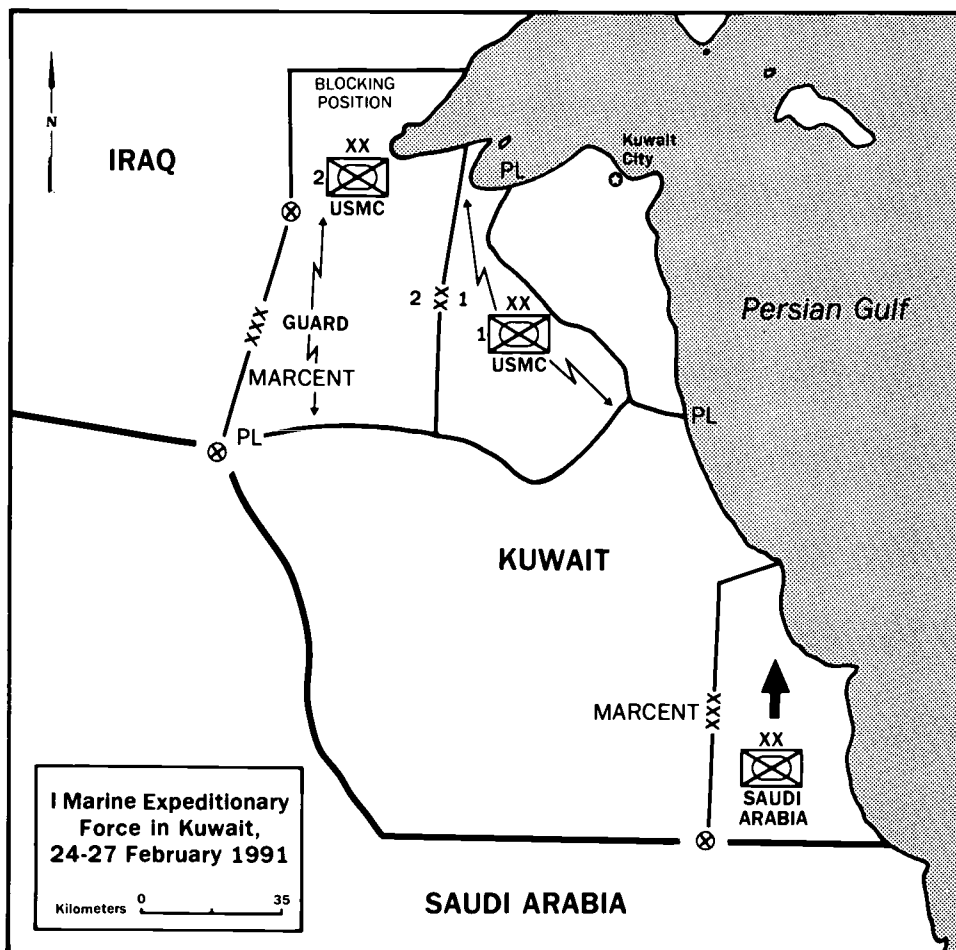 BLOCKING
POSITION
N
IRAQ
XX
2
USMC
PL
Kuwait
City
XXX
GUARD
MARCENT
2 XX 1
XX
1
USMC
Persian Gulf
PL
PL
KUWAIT
MARCENT
XXX
XX
SAUDI
ARABIA
I Marine Expeditionary
Force in Kuwait,
24-27 February 1991
Kilometers 0 35
SAUDI ARABIA